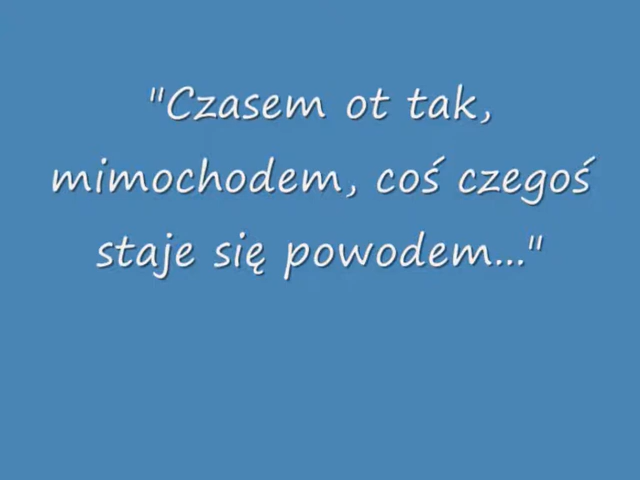 "Czasem ot tak,
mimochodem, coś czegoś
staje się powodem..."